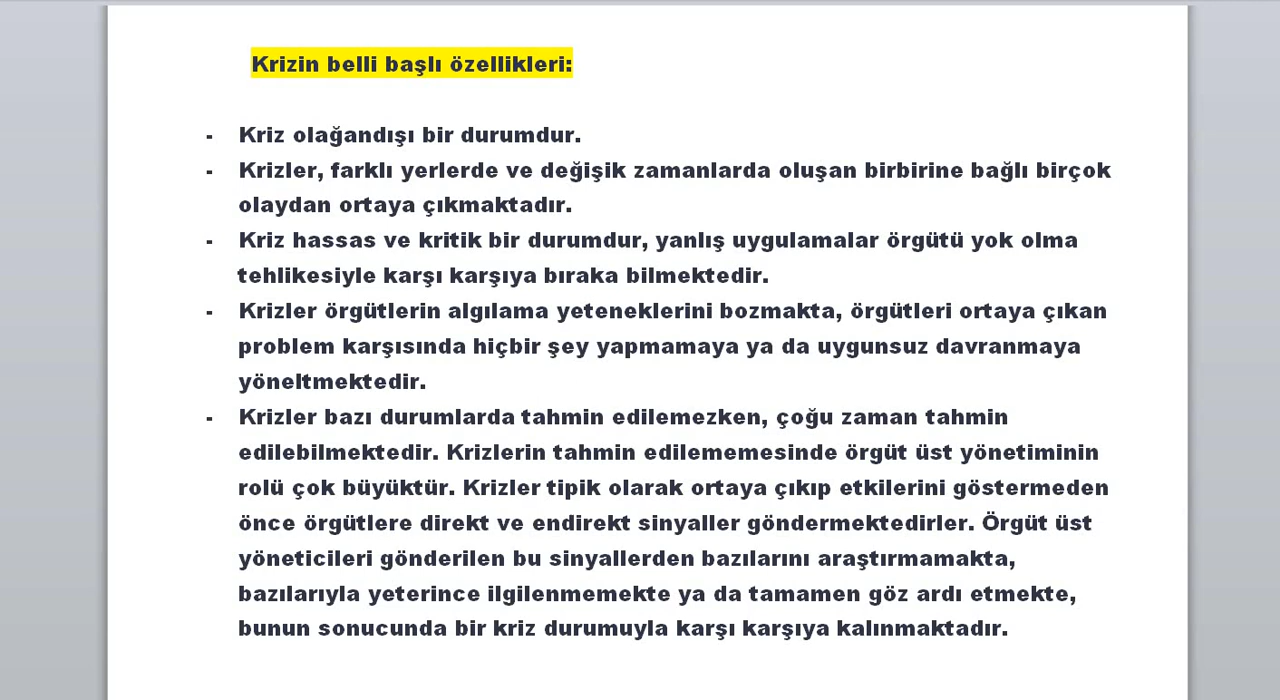 Krizin belli başlı özellikleri:
- Kriz olağandışı bir durumdur.
- Krizler, farklı yerlerde ve değişik zamanlarda oluşan birbirine bağlı birçok
olaydan ortaya çıkmaktadır.
- Kriz hassas ve kritik bir durumdur, yanlış uygulamalar örgütü yok olma
tehlikesiyle karşı karşıya bıraka bilmektedir.
- Krizler örgütlerin algılama yeteneklerini bozmakta, örgütleri ortaya çıkan
problem karşısında hiçbir şey yapmamaya ya da uygunsuz davranmaya
yöneltmektedir.
- Krizler bazı durumlarda tahmin edilemezken, çoğu zaman tahmin
edilebilmektedir. Krizlerin tahmin edilememesinde örgüt üst yönetiminin
rolü çok büyüktür. Krizler tipik olarak ortaya çıkıp etkilerini göstermeden
önce örgütlere direkt ve endirekt sinyaller göndermektedirler. Örgüt üst
yöneticileri gönderilen bu sinyallerden bazılarını araştırmamakta,
bazılarıyla yeterince ilgilenmemekte ya da tamamen göz ardı etmekte,
bunun sonucunda bir kriz durumuyla karşı karşıya kalınmaktadır.